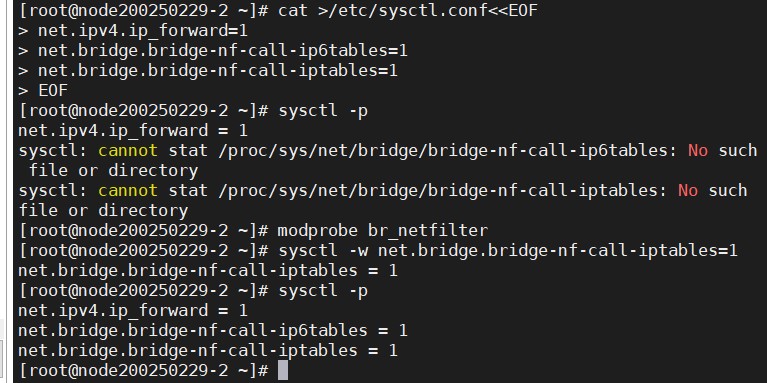 [root@node200250229-2 ~]# cat >/etc/sysctl.conf<<EOF
> net.ipv4.ip_forward=1
> net.bridge.bridge-nf-call-ip6tables=1
> net.bridge.bridge-nf-call-iptables=1
> EOF
[root@node200250229-2 ~]# sysctl -p
net.ipv4.ip_forward = 1
sysctl: cannot stat /proc/sys/net/bridge/bridge-nf-call-ip6tables: No such
 file or directory
sysctl: cannot stat /proc/sys/net/bridge/bridge-nf-call-iptables: No such
file or directory
[root@node200250229-2 ~]# modprobe br_netfilter
[root@node200250229-2 ~]# sysctl -w net.bridge.bridge-nf-call-iptables=1
net.bridge.bridge-nf-call-iptables = 1
[root@node200250229-2 ~]# sysctl -p
net.ipv4.ip_forward = 1
net.bridge.bridge-nf-call-ip6tables = 1
net.bridge.bridge-nf-call-iptables = 1
[root@node200250229-2 ~]#